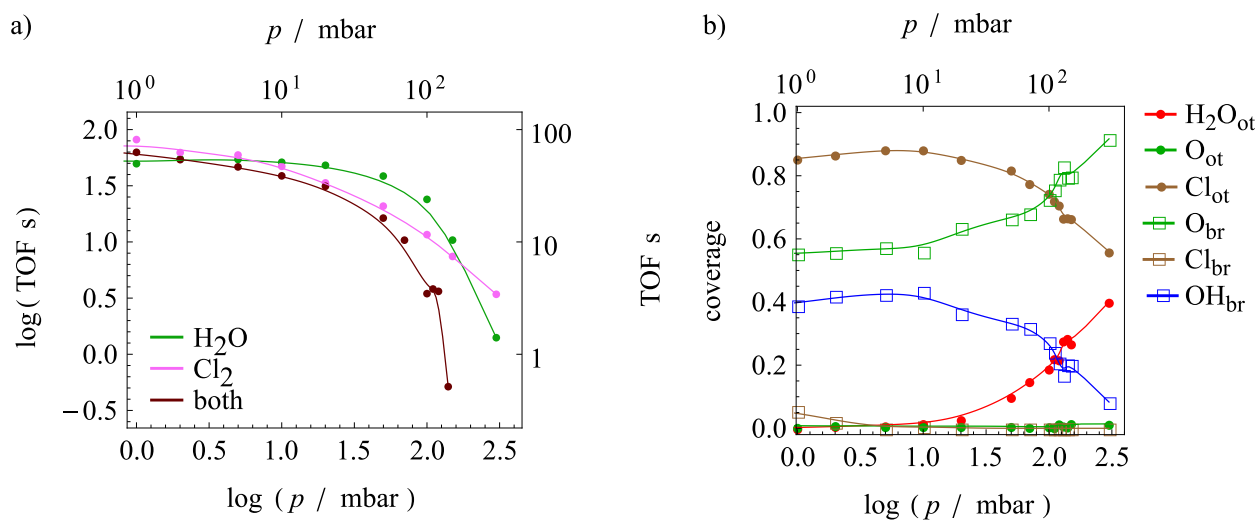 a)
p / mbar
10^0 10^1 10^2
log( TOF s )
2.0
1.5
1.0
0.5
0.0
−0.5
100
10
1
TOF s
H2O
Cl2
both
0.0 0.5 1.0 1.5 2.0 2.5
log ( p / mbar )
b)
p / mbar
10^0 10^1 10^2
coverage
1.0
0.8
0.6
0.4
0.2
0.0
0.0 0.5 1.0 1.5 2.0 2.5
log ( p / mbar )
H2Oot
Oot
Clot
Obr
Clbr
OHbr